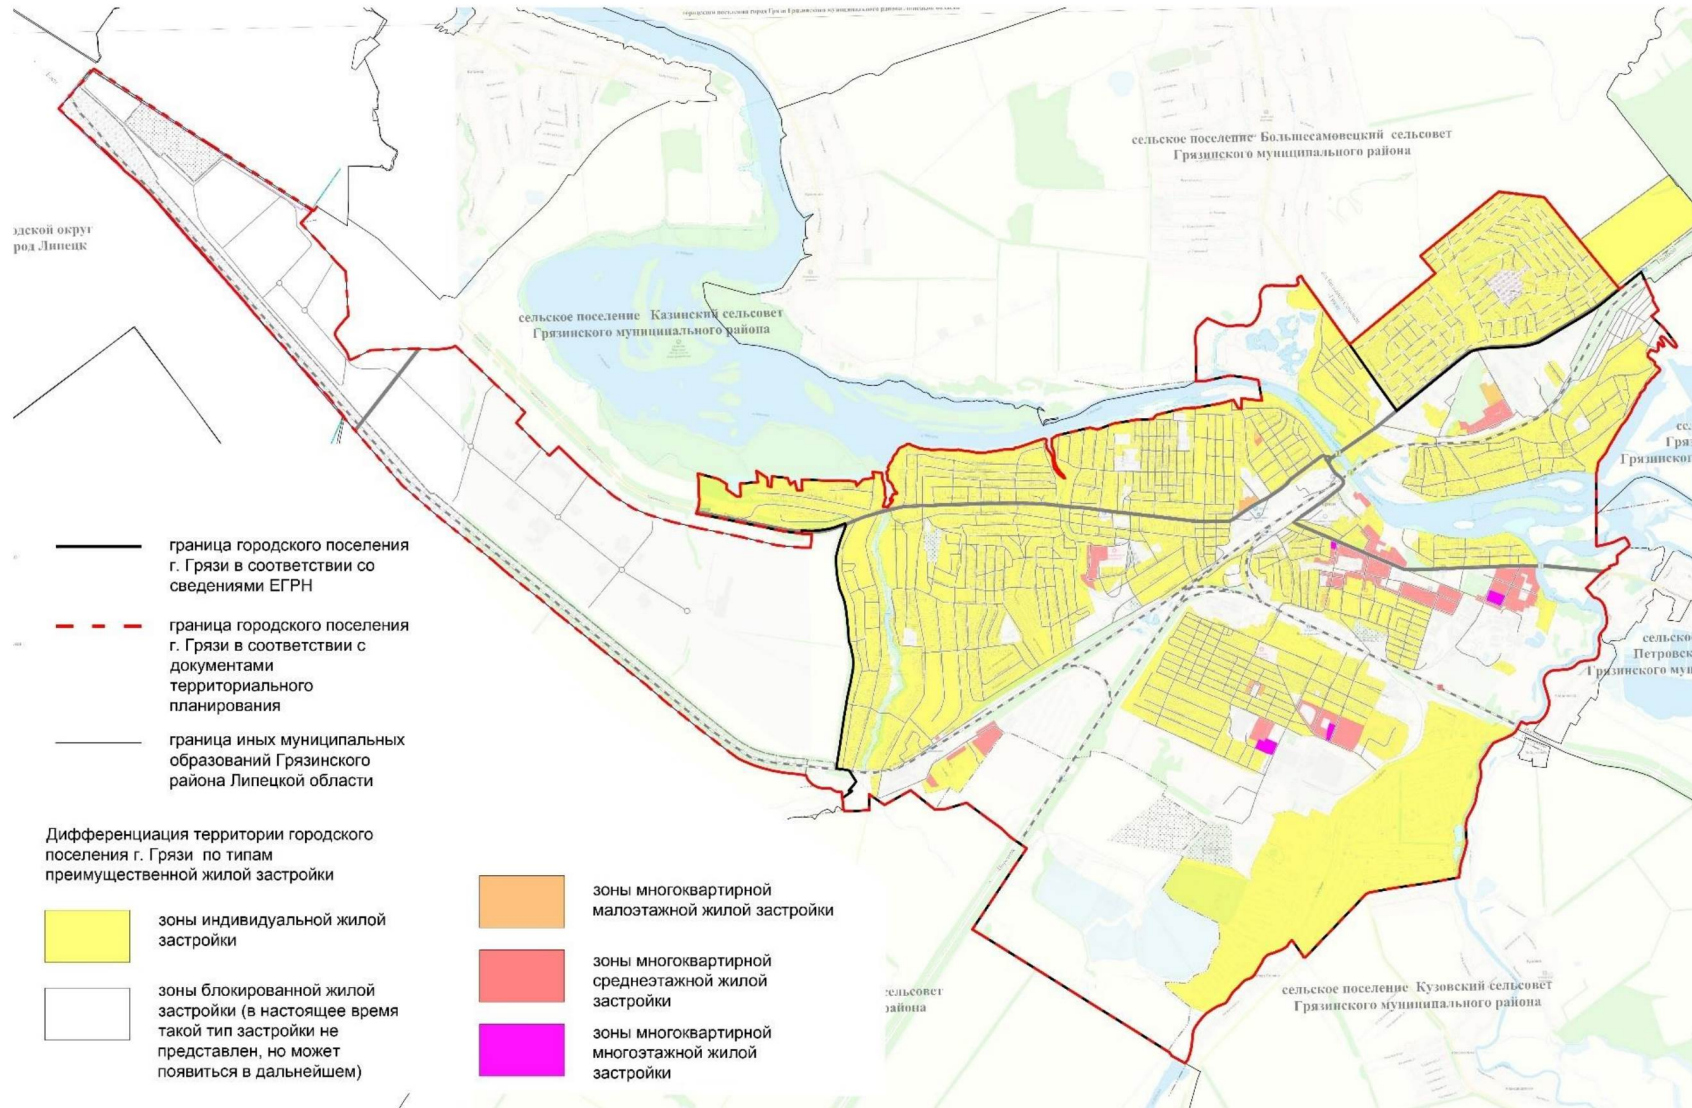 сельское поселение Большесамовецкий сельсовет
Грязинского муниципального района
одской округ
род Липецк
сельское поселение Казинский сельсовет
Грязинского муниципального района
Грязинског
граница городского поселения
г. Грязи в соответствии со
сведениями ЕГРН
граница городского поселения
г. Грязи в соответствии с
документами
территориального
планирования
граница иных муниципальных
образований Грязинского
района Липецкой области
сельско
Петровск
Грязинского мун
Дифференциация территории городского
поселения г. Грязи по типам
преимущественной жилой застройки
зоны индивидуальной жилой
застройки
зоны блокированной жилой
застройки (в настоящее время
такой тип застройки не
представлен, но может
появиться в дальнейшем)
зоны многоквартирной
малоэтажной жилой застройки
зоны многоквартирной
среднеэтажной жилой
застройки
зоны многоквартирной
многоэтажной жилой
застройки
сельсовет
района
сельское поселение Кузовский сельсовет
Грязинского муниципального района